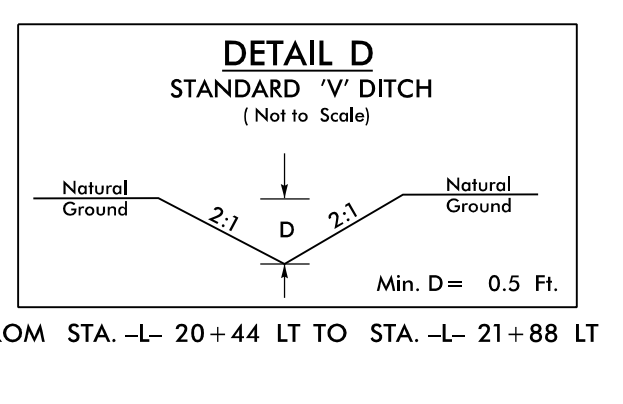 DETAIL D
STANDARD 'V' DITCH
( Not to Scale)
Natural
Ground
2:1
D
2:1
Natural
Ground
Min. D = 0.5 Ft.
STA. -L- 20+44 LT TO STA. -L- 21+88 LT